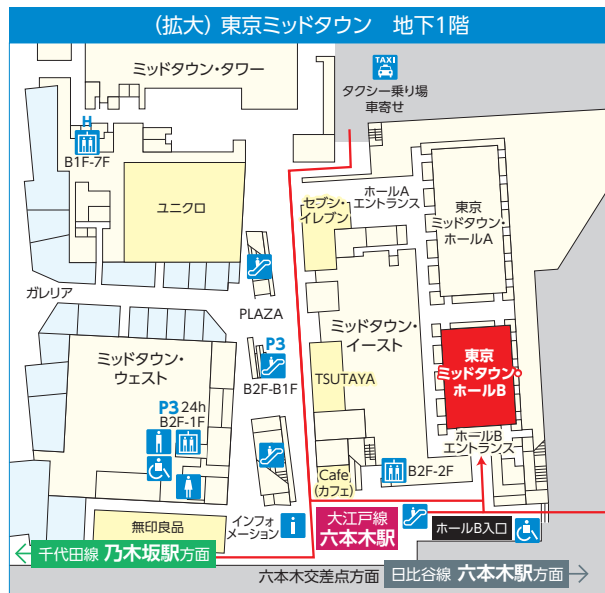 (拡大) 東京ミッドタウン 地下1階
ミッドタウン・タワー
TAXI
タクシー乗り場
車寄せ
H
B1F-7F
ユニクロ
セブン-
イレブン
ホールA
エントランス
東京
ミッドタウン・
ホールA
ガレリア
PLAZA
ミッドタウン・
ウェスト
P3
B2F-B1F
ミッドタウン・
イースト
TSUTAYA
東京
ミッドタウン・
ホールB
P3 24h
B2F-1F
ホールB
エントランス
Cafe
(カフェ)
B2F-2F
無印良品
インフォ
メーション
i
大江戸線
六本木駅
ホールB入口
千代田線 乃木坂駅方面
六本木交差点方面
日比谷線 六本木駅方面